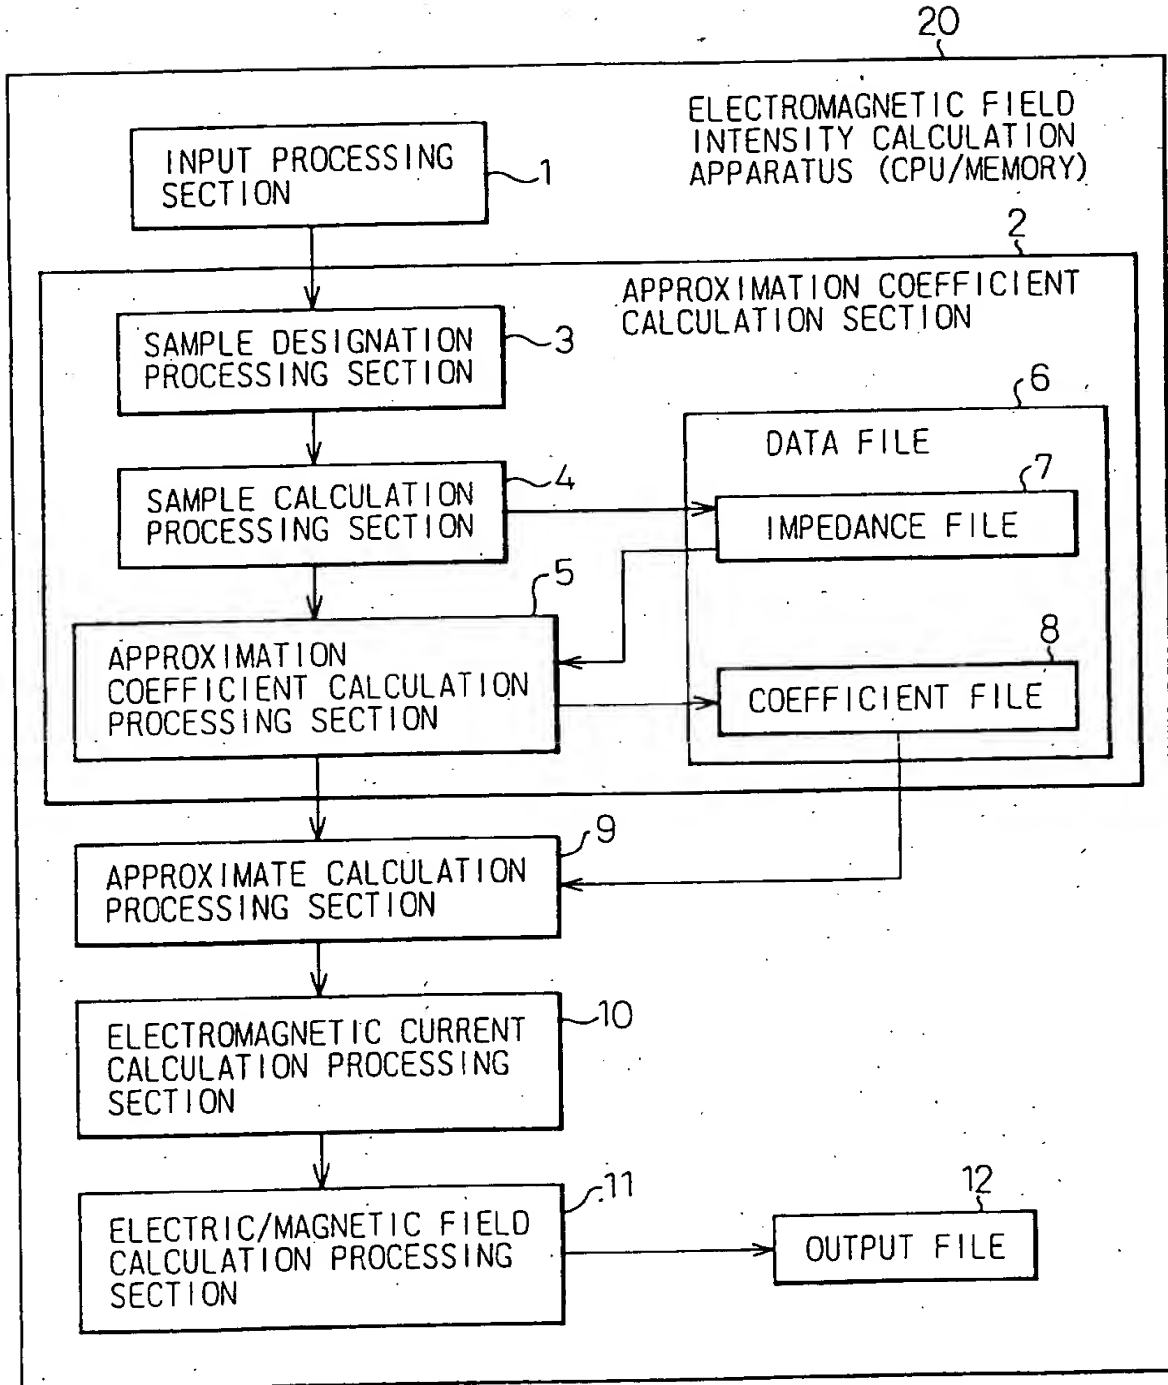 20
ELECTROMAGNETIC FIELD
INTENSITY CALCULATION
APPARATUS (CPU/MEMORY)
INPUT PROCESSING
SECTION
1
2
APPROXIMATION COEFFICIENT
CALCULATION SECTION
SAMPLE DESIGNATION
PROCESSING SECTION
3
6
DATA FILE
SAMPLE CALCULATION
PROCESSING SECTION
4
7
IMPEDANCE FILE
5
APPROXIMATION
COEFFICIENT CALCULATION
PROCESSING SECTION
8
COEFFICIENT FILE
9
APPROXIMATE CALCULATION
PROCESSING SECTION
10
ELECTROMAGNETIC CURRENT
CALCULATION PROCESSING
SECTION
11
ELECTRIC/MAGNETIC FIELD
CALCULATION PROCESSING
SECTION
12
OUTPUT FILE